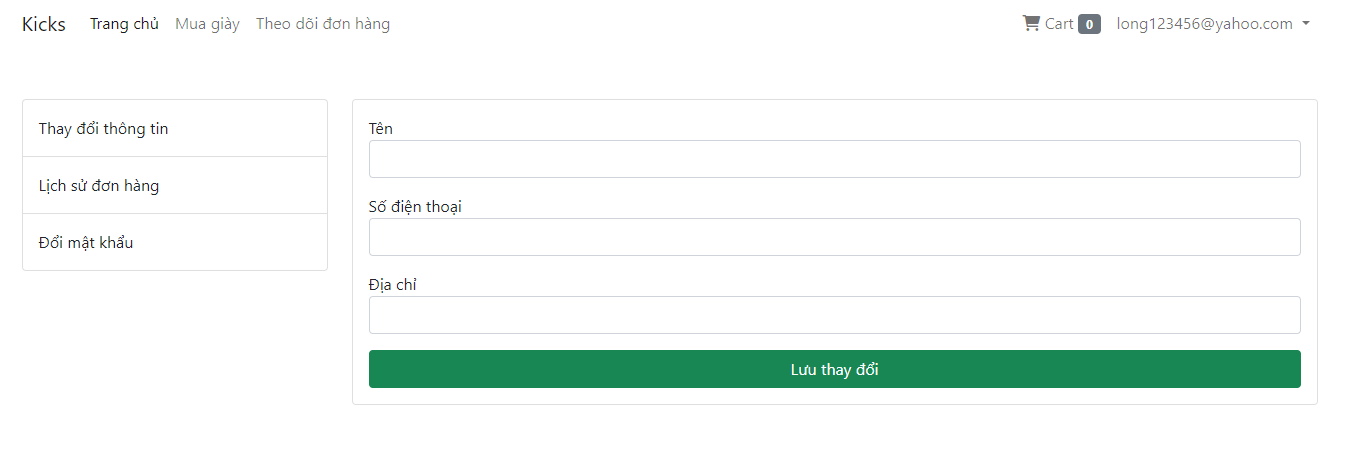 Kicks Trang chủ Mua giày Theo dõi đơn hàng Cart 0 long123456@yahoo.com
Thay đổi thông tin
Lịch sử đơn hàng
Đổi mật khẩu
Tên
Số điện thoại
Địa chỉ
Lưu thay đổi